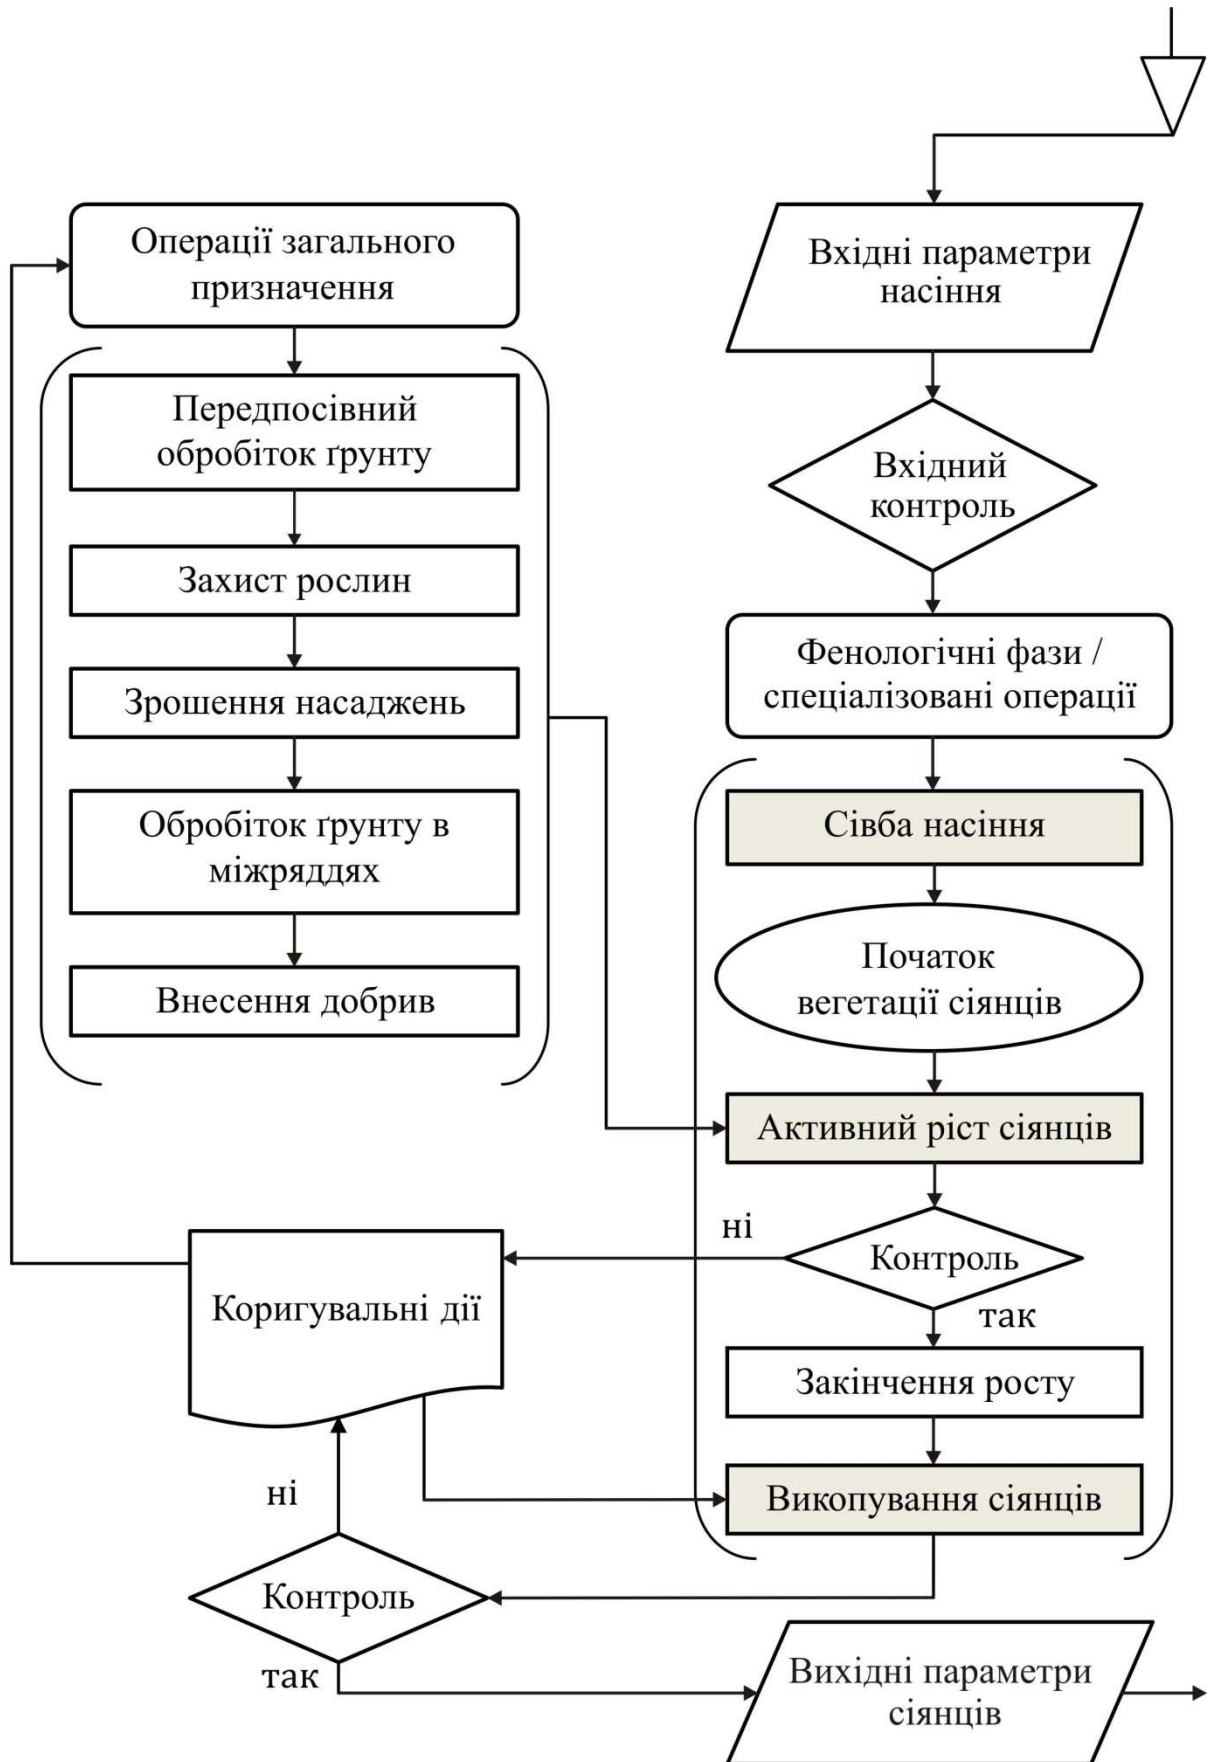 Операції загального
призначення
Передпосівний
обробіток ґрунту
Захист рослин
Зрошення насаджень
Обробіток ґрунту в
міжряддях
Внесення добрив
Вхідні параметри
насіння
Вхідний
контроль
Фенологічні фази /
спеціалізовані операції
Сівба насіння
Початок
вегетації сіянців
Активний ріст сіянців
Контроль
ні
так
Коригувальні дії
Закінчення росту
Викопування сіянців
ні
Контроль
так
Вихідні параметри
сіянців